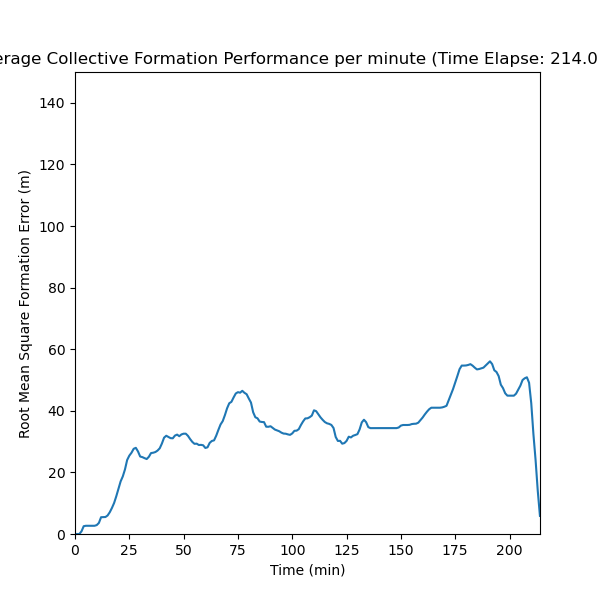 erage Collective Formation Performance per minute (Time Elapse: 214.0
140
120
100
80
60
40
20
0
Root Mean Square Formation Error (m)
0 25 50 75 100 125 150 175 200
Time (min)